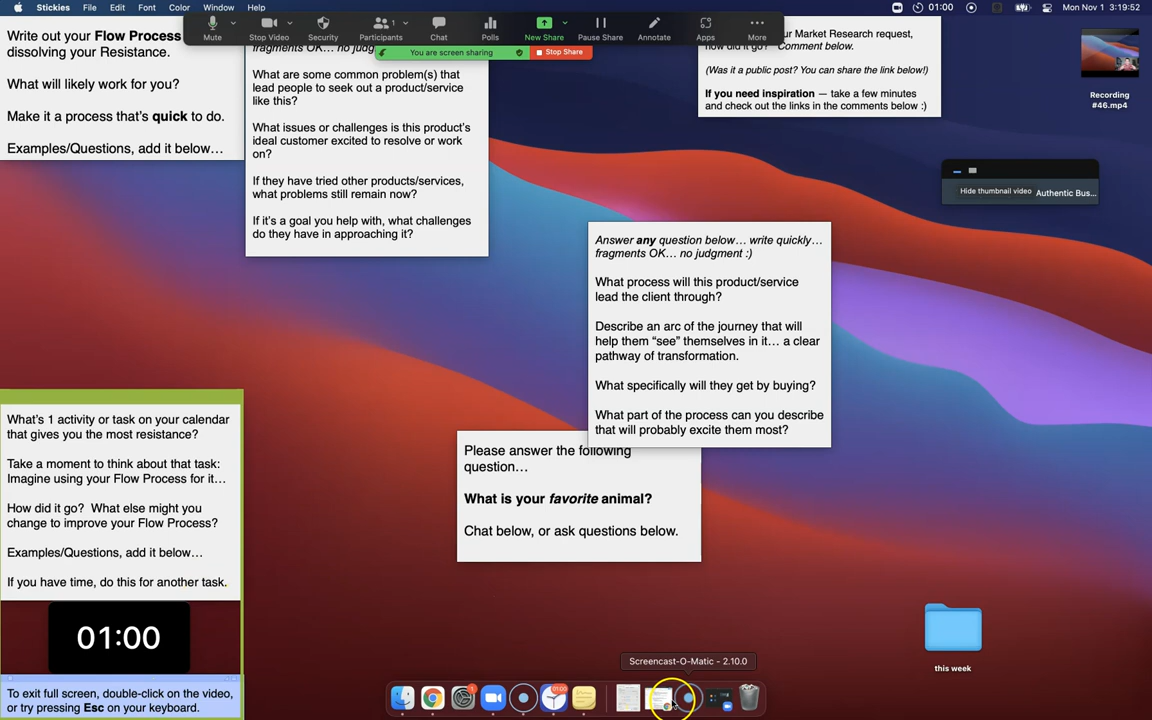 Stickies File Edit Font Color Window Help
01:00 Mon Nov 1 3:19:52
Mute Stop Video Security Participants 1 Chat Polls New Share Pause Share Annotate Apps More
You are screen sharing Stop Share
Write out your Flow Process
dissolving your Resistance.
What will likely work for you?
Make it a process that's quick to do.
Examples/Questions, add it below…
fragments OK… no judg
What are some common problem(s) that
lead people to seek out a product/service
like this?
What issues or challenges is this product's
ideal customer excited to resolve or work
on?
If they have tried other products/services,
what problems still remain now?
If it's a goal you help with, what challenges
do they have in approaching it?
ur Market Research request,
how did it go? Comment below.
(Was it a public post? You can share the link below!)
If you need inspiration — take a few minutes
and check out the links in the comments below :)
Recording
#46.mp4
Hide thumbnail video
Authentic Bus...
Answer any question below… write quickly…
fragments OK… no judgment :)
What process will this product/service
lead the client through?
Describe an arc of the journey that will
help them “see” themselves in it… a clear
pathway of transformation.
What specifically will they get by buying?
What part of the process can you describe
that will probably excite them most?
Please answer the following
question…
What is your favorite animal?
Chat below, or ask questions below.
What's 1 activity or task on your calendar
that gives you the most resistance?
Take a moment to think about that task:
Imagine using your Flow Process for it…
How did it go? What else might you
change to improve your Flow Process?
Examples/Questions, add it below…
If you have time, do this for another task.
01:00
To exit full screen, double-click on the video,
or try pressing Esc on your keyboard.
this week
Screencast-O-Matic - 2.10.0
1
01:00